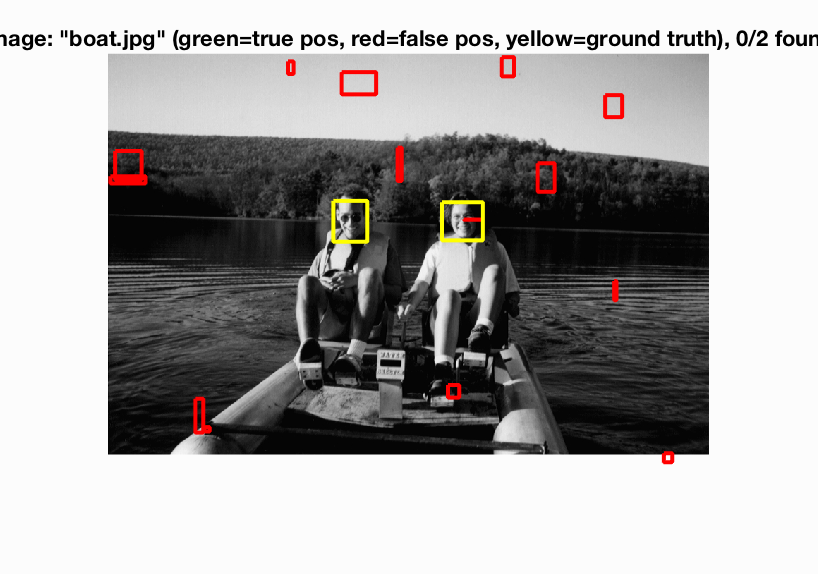 nage: "boat.jpg" (green=true pos, red=false pos, yellow=ground truth), 0/2 foun